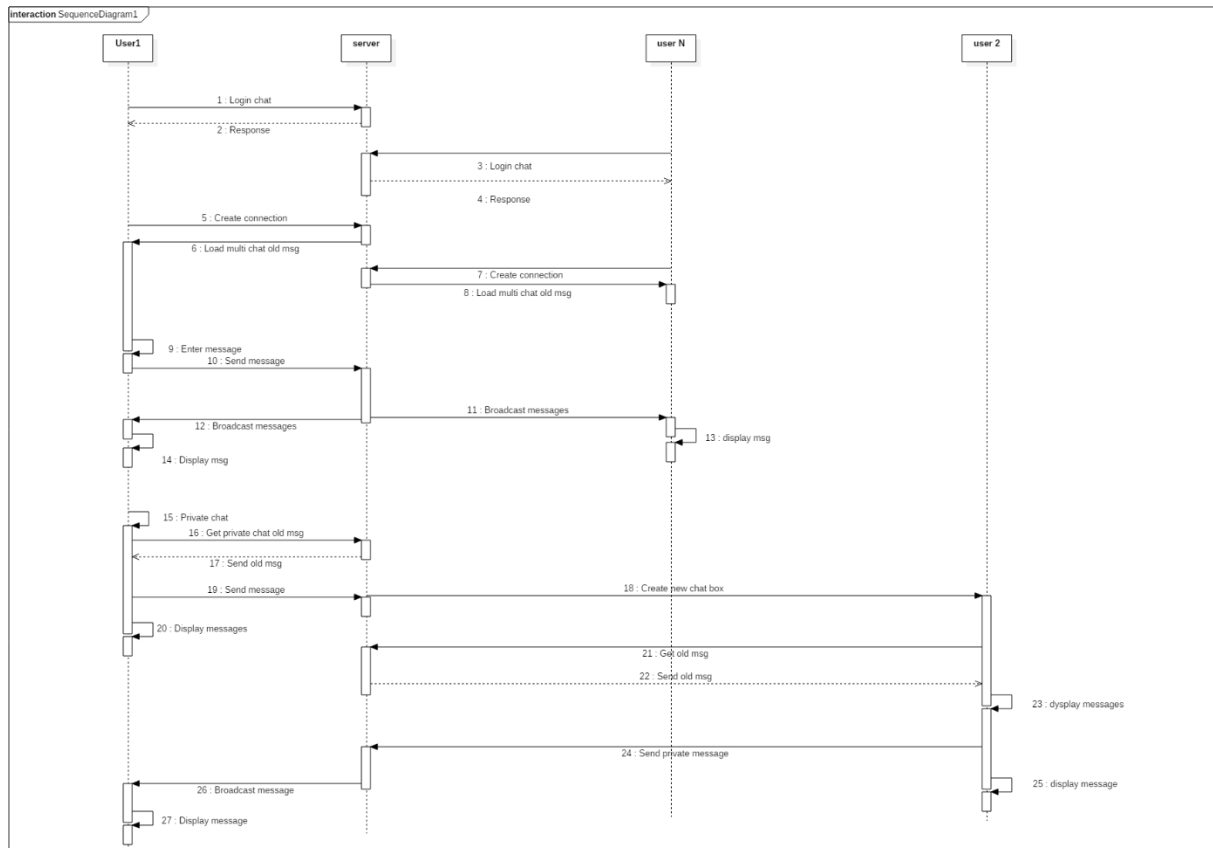 interaction SequenceDiagram1
User1
server
user N
user 2
1 : Login chat
2 : Response
3 : Login chat
4 : Response
5 : Create connection
6 : Load multi chat old msg
7 : Create connection
8 : Load multi chat old msg
9 : Enter message
10 : Send message
11 : Broadcast messages
12 : Broadcast messages
13 : display msg
14 : Display msg
15 : Private chat
16 : Get private chat old msg
17 : Send old msg
18 : Create new chat box
19 : Send message
20 : Display messages
21 : Get old msg
22 : Send old msg
23 : dysplay messages
24 : Send private message
25 : display message
26 : Broadcast message
27 : Display message